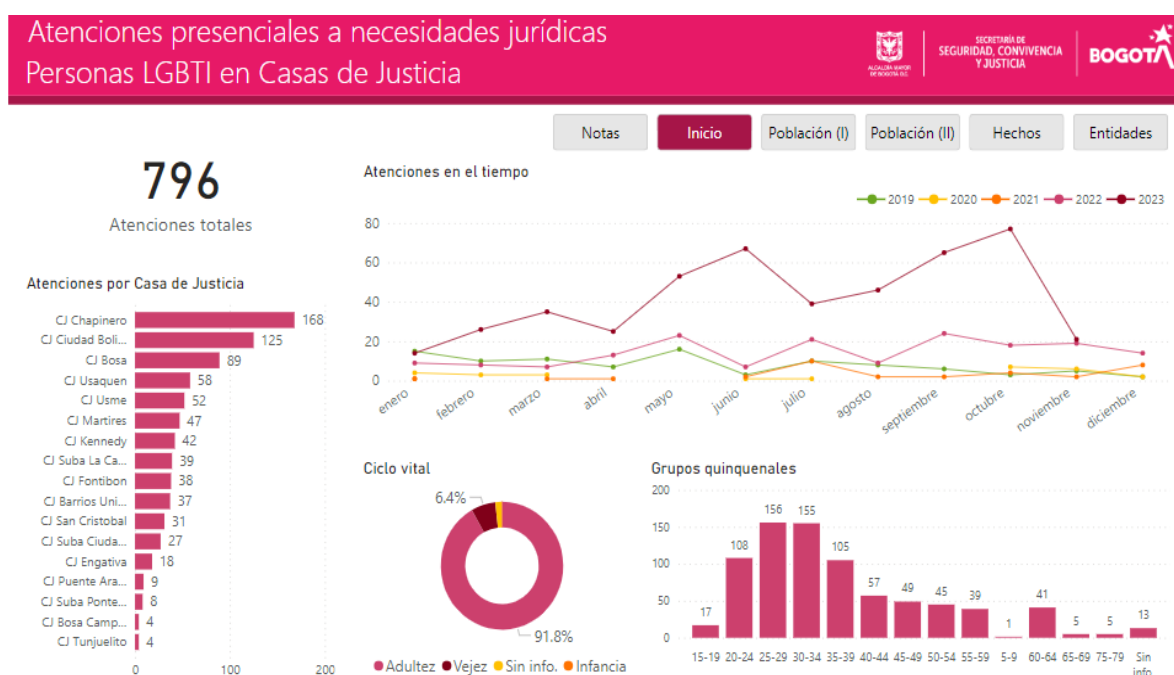 Atenciones presenciales a necesidades jurídicas
Personas LGBTI en Casas de Justicia
ALCALDÍA MAYOR
DE BOGOTÁ D.C.
SECRETARÍA DE
SEGURIDAD, CONVIVENCIA
Y JUSTICIA
BOGOTÁ
Notas
Inicio
Población (I)
Población (II)
Hechos
Entidades
796
Atenciones totales
Atenciones por Casa de Justicia
CJ Chapinero 168
CJ Ciudad Boli... 125
CJ Bosa 89
CJ Usaquen 58
CJ Usme 52
CJ Martires 47
CJ Kennedy 42
CJ Suba La Ca... 39
CJ Fontibon 38
CJ Barrios Uni... 37
CJ San Cristobal 31
CJ Suba Ciuda... 27
CJ Engativa 18
CJ Puente Ara... 9
CJ Suba Ponte... 8
CJ Bosa Camp... 4
CJ Tunjuelito 4
0 100 200
Atenciones en el tiempo
2019 2020 2021 2022 2023
80
60
40
20
0
enero febrero marzo abril mayo junio julio agosto septiembre octubre noviembre diciembre
Ciclo vital
6.4%
91.8%
Adultez Vejez Sin info. Infancia
Grupos quinquenales
200
150
100
50
0
17 108 156 155 105 57 49 45 39 1 41 5 5 13
15-19 20-24 25-29 30-34 35-39 40-44 45-49 50-54 55-59 5-9 60-64 65-69 75-79 Sin
info.